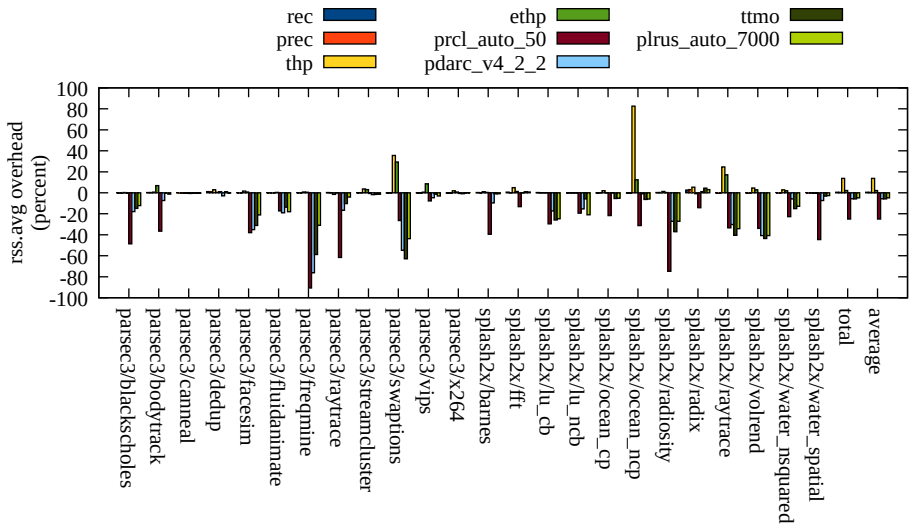 rec
prec
thp
ethp
prcl_auto_50
pdarc_v4_2_2
ttmo
plrus_auto_7000
rss.avg overhead
(percent)
100
80
60
40
20
0
-20
-40
-60
-80
-100
parsec3/blackscholes
parsec3/bodytrack
parsec3/canneal
parsec3/dedup
parsec3/facesim
parsec3/fluidanimate
parsec3/freqmine
parsec3/raytrace
parsec3/streamcluster
parsec3/swaptions
parsec3/vips
parsec3/x264
splash2x/barnes
splash2x/fft
splash2x/lu_cb
splash2x/lu_ncb
splash2x/ocean_cp
splash2x/ocean_ncp
splash2x/radiosity
splash2x/radix
splash2x/raytrace
splash2x/volrend
splash2x/water_nsquared
splash2x/water_spatial
total
average